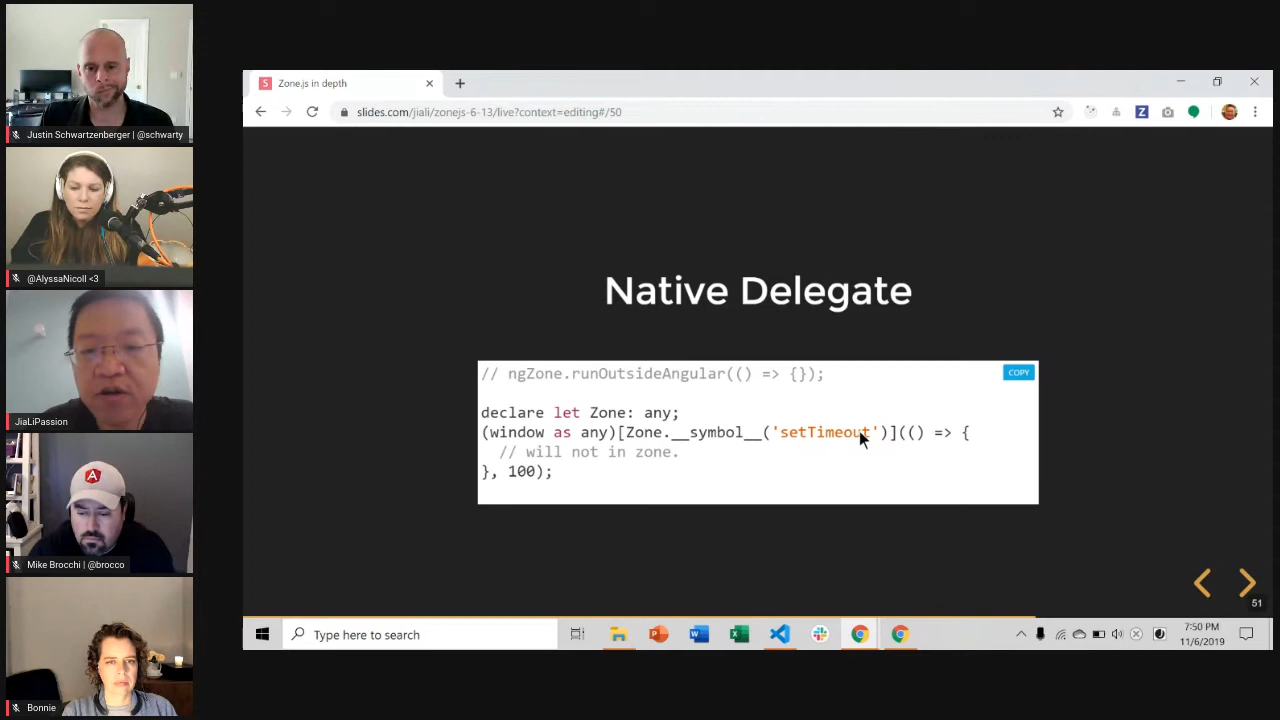 Justin Schwartzenberger | @schwarty
@AlyssaNicoll <3
JiaLiPassion
Mike Brocchi | @brocco
Bonnie
Zone.js in depth
slides.com/jiali/zonejs-6-13/live?context=editing#/50
Native Delegate
// ngZone.runOutsideAngular(() => {});
COPY
declare let Zone: any;
(window as any)[Zone.__symbol__('setTimeout')](() => {
// will not in zone.
}, 100);
51
Type here to search
7:50 PM
11/6/2019